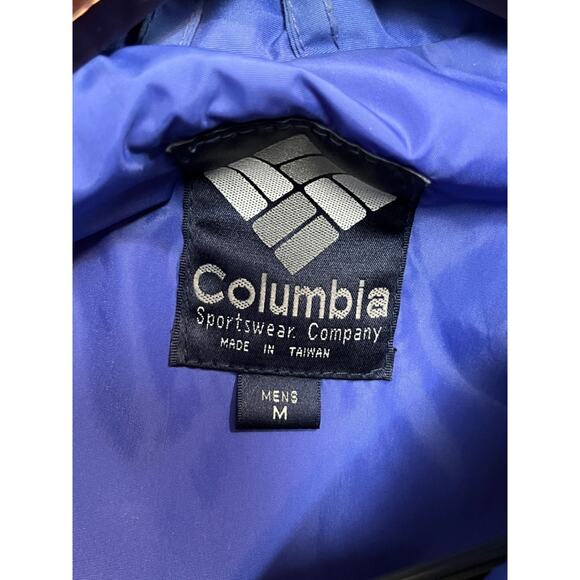 Columbia
Sportswear Company
MADE IN TAIWAN
MENS
M